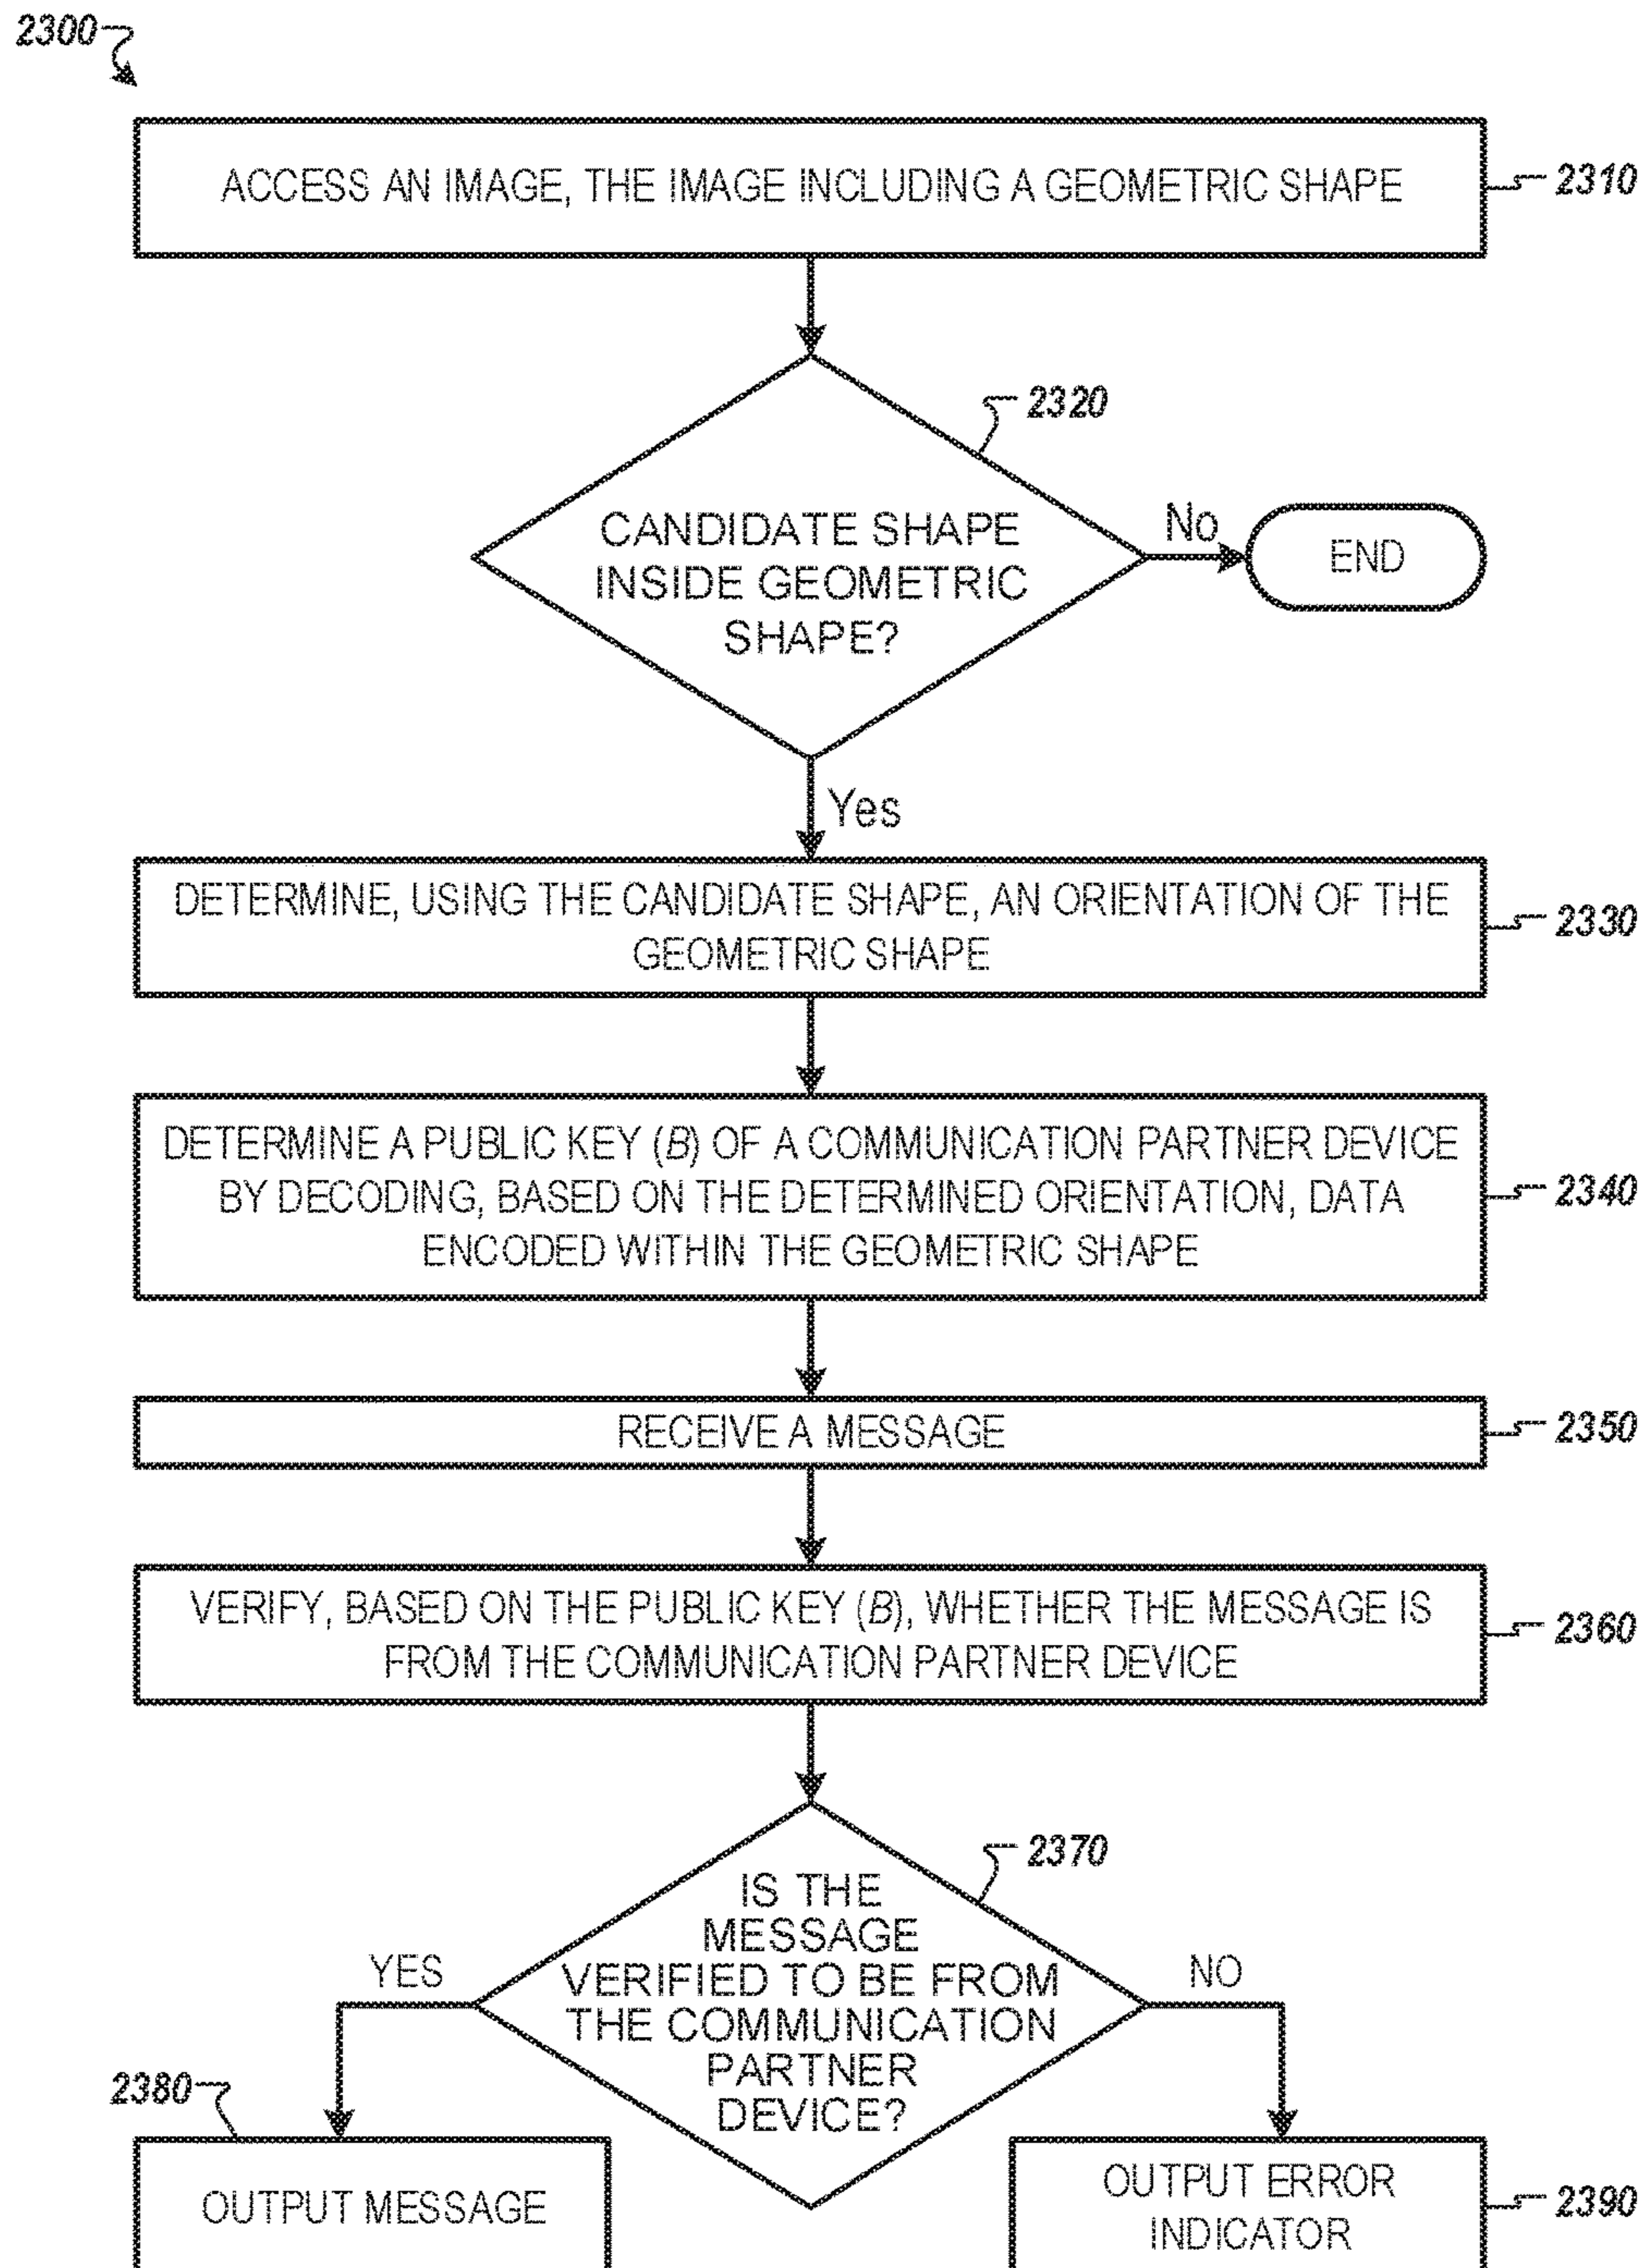 2300
ACCESS AN IMAGE, THE IMAGE INCLUDING A GEOMETRIC SHAPE
2310
2320
CANDIDATE SHAPE
INSIDE GEOMETRIC
SHAPE?
No
END
Yes
DETERMINE, USING THE CANDIDATE SHAPE, AN ORIENTATION OF THE
GEOMETRIC SHAPE
2330
DETERMINE A PUBLIC KEY (B) OF A COMMUNICATION PARTNER DEVICE
BY DECODING, BASED ON THE DETERMINED ORIENTATION, DATA
ENCODED WITHIN THE GEOMETRIC SHAPE
2340
RECEIVE A MESSAGE
2350
VERIFY, BASED ON THE PUBLIC KEY (B), WHETHER THE MESSAGE IS
FROM THE COMMUNICATION PARTNER DEVICE
2360
2370
IS THE
MESSAGE
VERIFIED TO BE FROM
THE COMMUNICATION
PARTNER
DEVICE?
YES
NO
2380
OUTPUT MESSAGE
OUTPUT ERROR
INDICATOR
2390